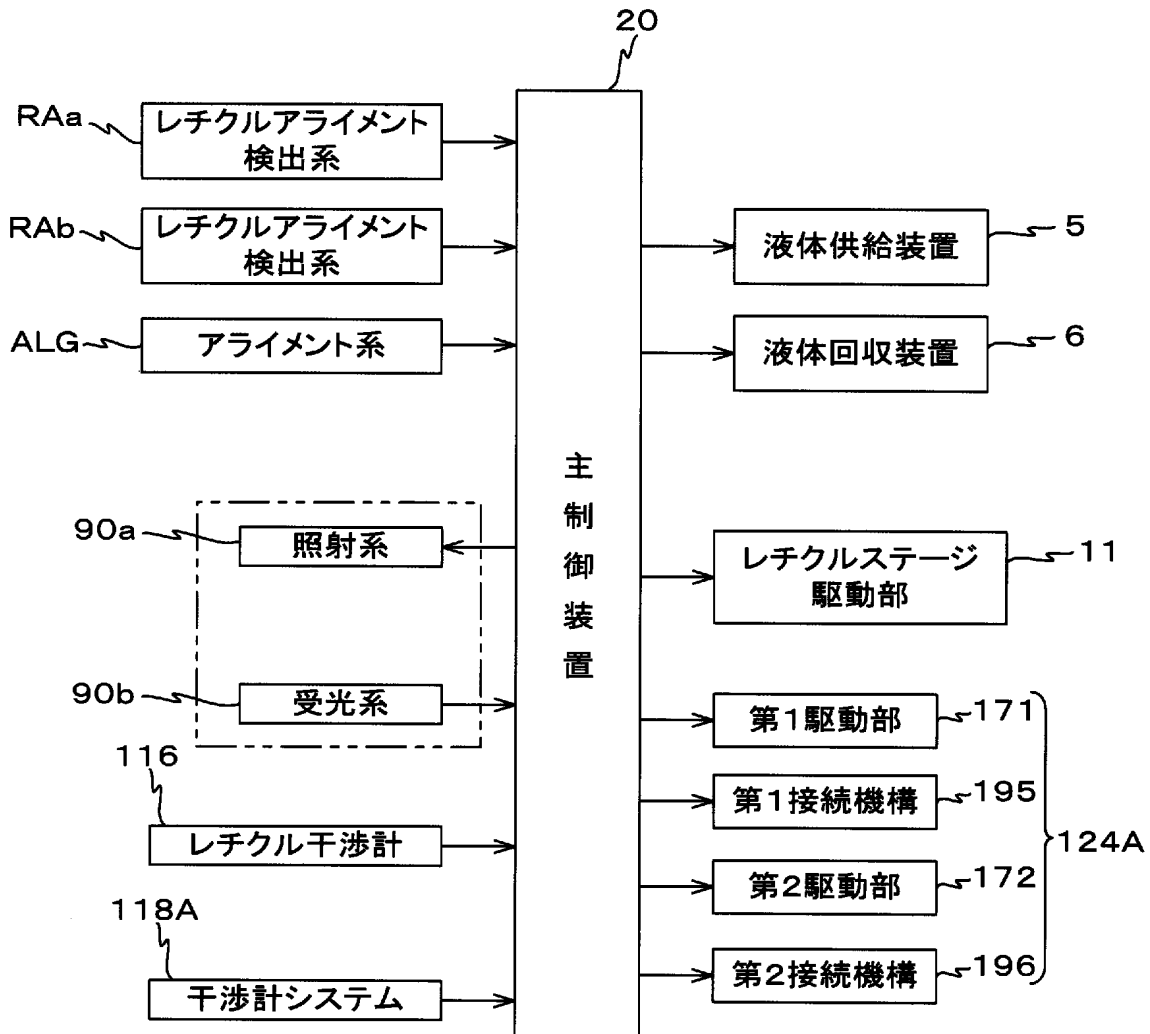 20
RAa
レチクルアライメント
検出系
RAb
レチクルアライメント
検出系
ALG
アライメント系
90a
照射系
90b
受光系
116
レチクル干渉計
118A
干渉計システム
主制御装置
液体供給装置
5
液体回収装置
6
レチクルステージ
駆動部
11
第1駆動部
171
第1接続機構
195
第2駆動部
172
第2接続機構
196
124A